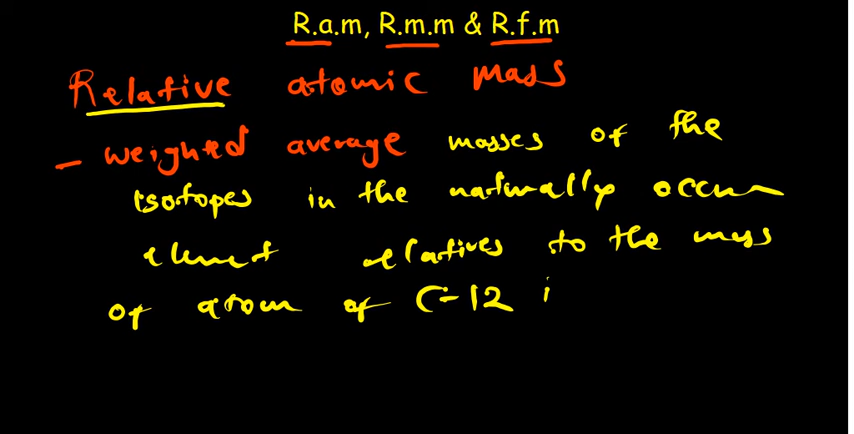 R.a.m, R.m.m & R.f.m
Relative atomic mass
- weighted average masses of the
isotopes in the naturally occur
element relatives to the mass
of atom of C-12 i